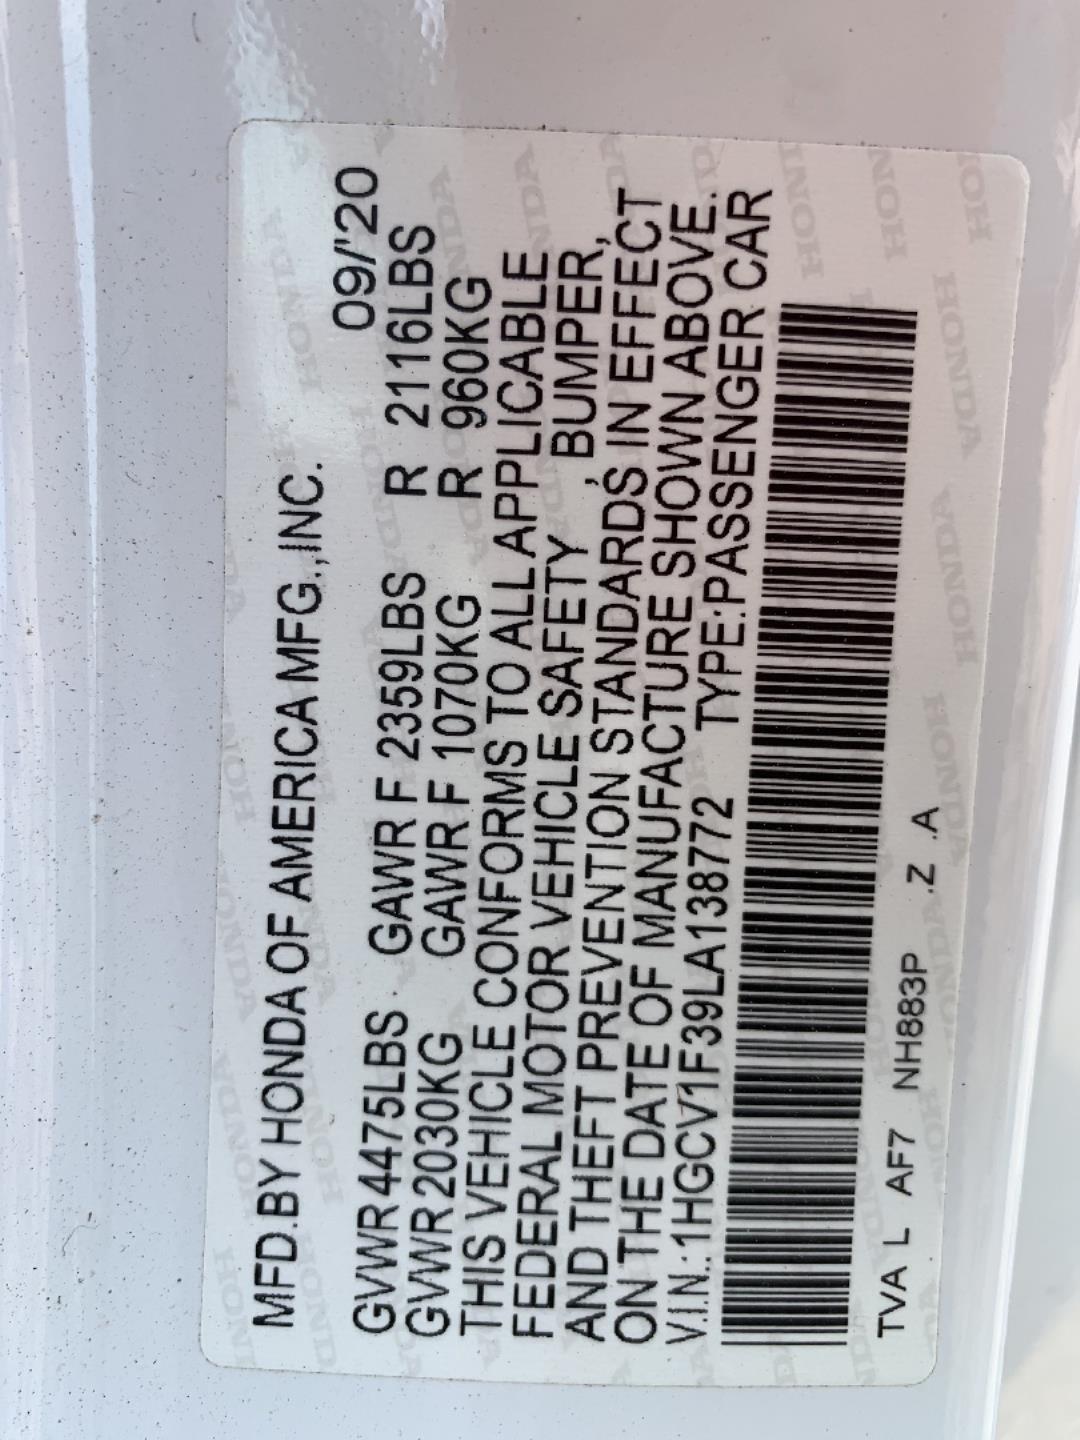 MFD.BY HONDA OF AMERICA MFG.,INC.
09/'20
GVWR 4475LBS GAWR F 2359LBS R 2116LBS
GVWR 2030KG GAWR F 1070KG R 960KG
THIS VEHICLE CONFORMS TO ALL APPLICABLE
FEDERAL MOTOR VEHICLE SAFETY , BUMPER,
AND THEFT PREVENTION STANDARDS, IN EFFECT
ON THE DATE OF MANUFACTURE SHOWN ABOVE.
V.I.N.:1HGCV1F39LA138772 TYPE:PASSENGER CAR
TVA L AF7 NH883P .Z .A